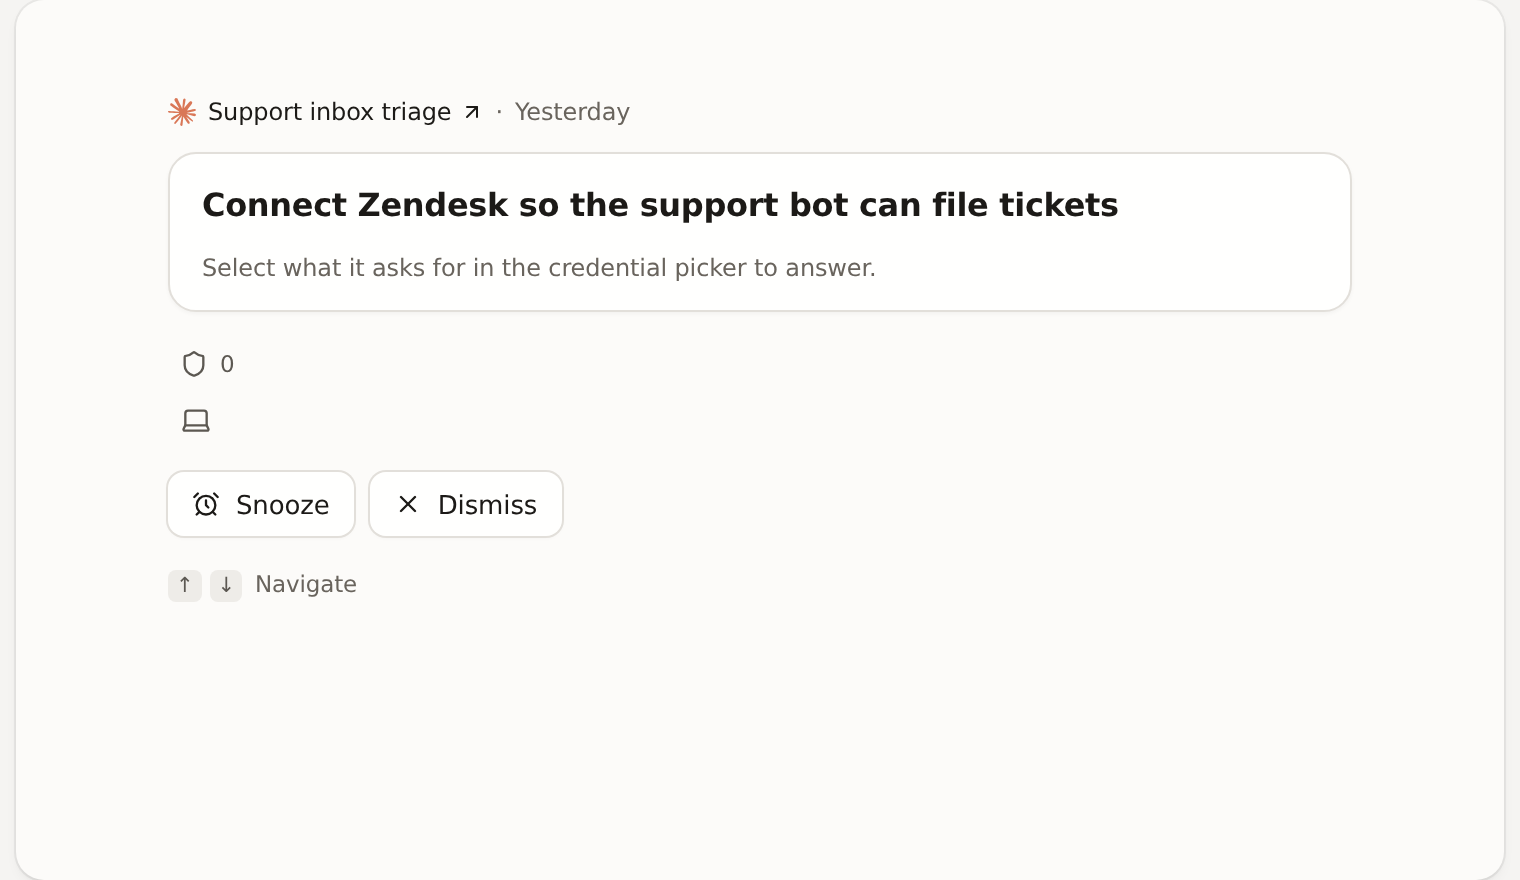 Support inbox triage · Yesterday
Connect Zendesk so the support bot can file tickets
Select what it asks for in the credential picker to answer.
0
Snooze Dismiss
↑ ↓ Navigate